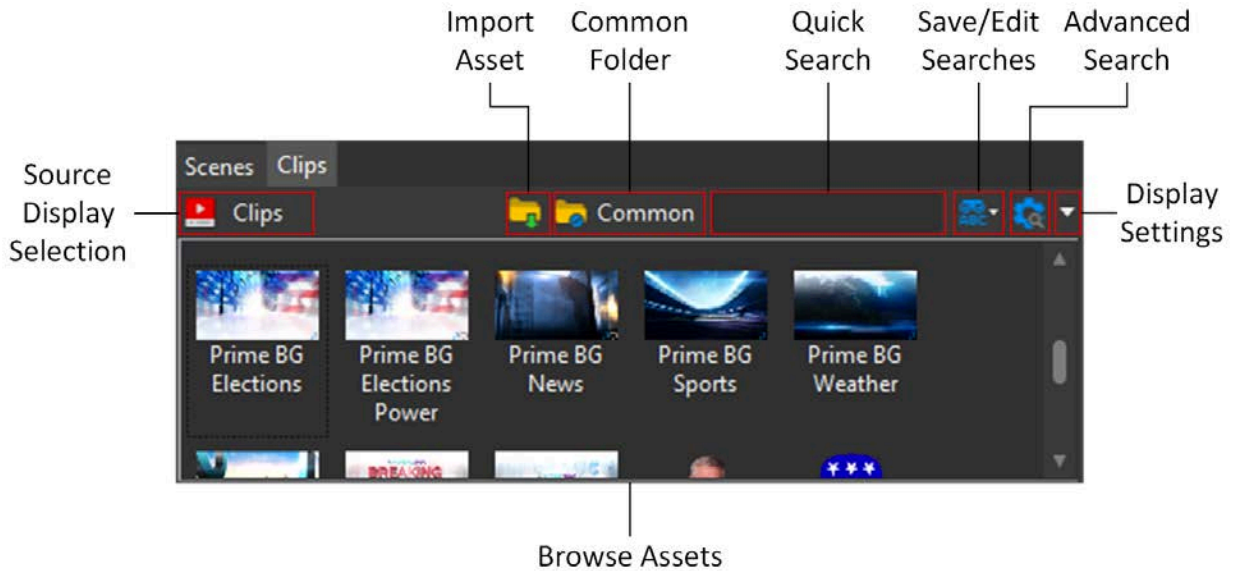 Import Asset
Common Folder
Quick Search
Save/Edit Searches
Advanced Search
Source Display Selection
Scenes Clips
Clips
Common
ABC
Display Settings
Prime BG Elections
Prime BG Elections Power
Prime BG News
Prime BG Sports
Prime BG Weather
BREAKING
Browse Assets